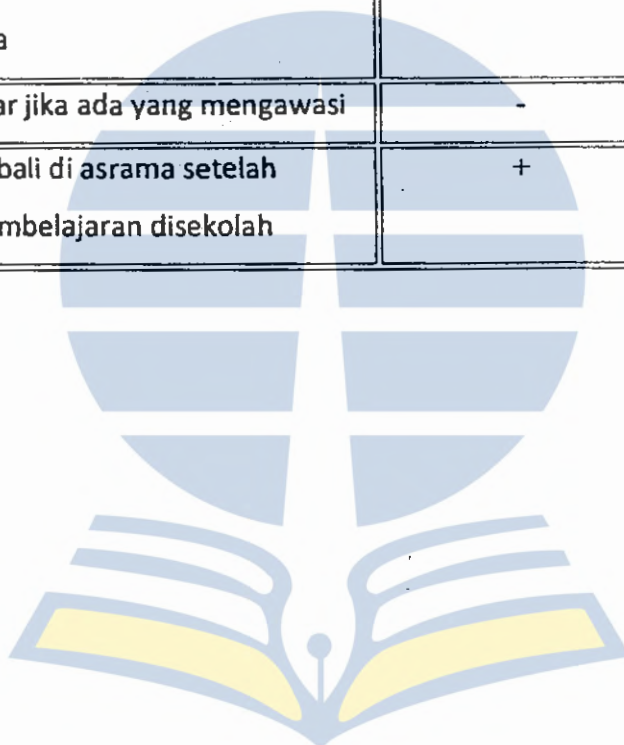 a
ar jika ada yang mengawasi -
bali di asrama setelah +
mbelajaran disekolah